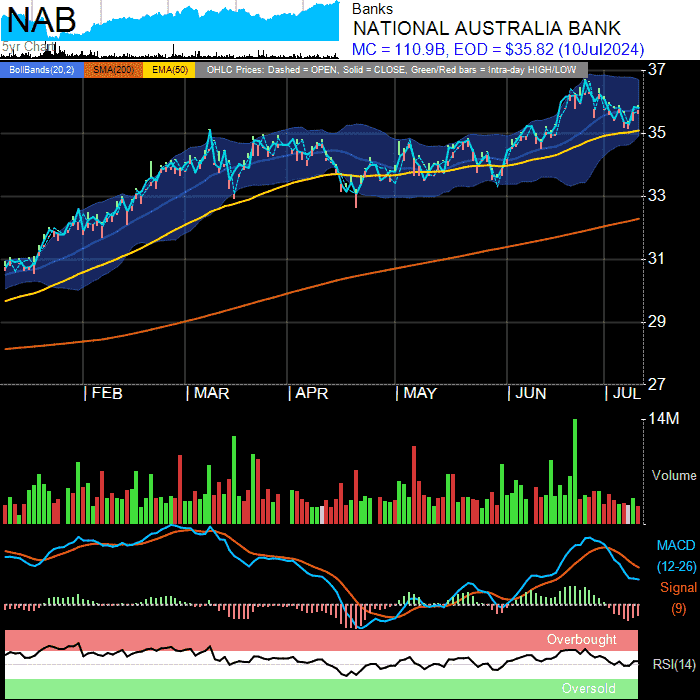 NAB
5yr Chart
Banks
NATIONAL AUSTRALIA BANK
MC = 110.9B, EOD = $35.82 (10Jul2024)
BollBands(20,2) SMA(200) EMA(50) OHLC Prices: Dashed = OPEN, Solid = CLOSE, Green/Red bars = Intra-day HIGH/LOW
37
35
33
31
29
27
FEB MAR APR MAY JUN JUL
14M
Volume
MACD
(12-26)
Signal
(9)
Overbought
RSI(14)
Oversold